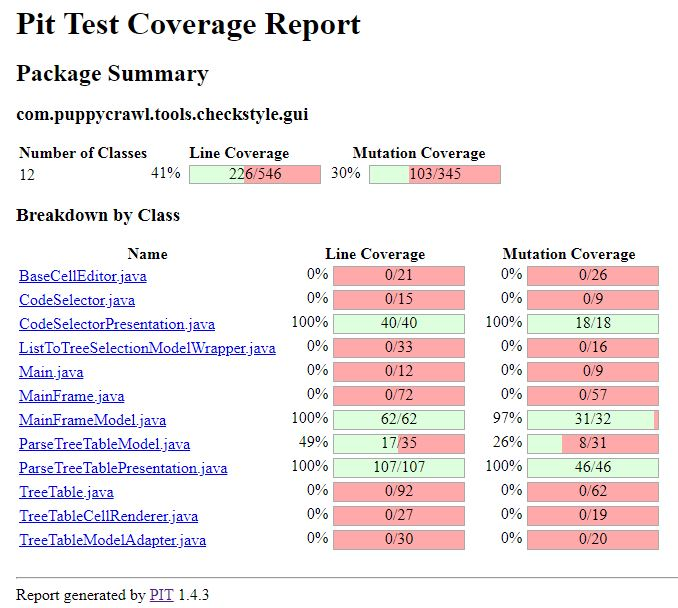 Pit Test Coverage Report
Package Summary
com.puppycrawl.tools.checkstyle.gui
Number of Classes Line Coverage Mutation Coverage
12 41% 226/546 30% 103/345
Breakdown by Class
Name Line Coverage Mutation Coverage
BaseCellEditor.java 0% 0/21 0% 0/26
CodeSelector.java 0% 0/15 0% 0/9
CodeSelectorPresentation.java 100% 40/40 100% 18/18
ListToTreeSelectionModelWrapper.java 0% 0/33 0% 0/16
Main.java 0% 0/12 0% 0/9
MainFrame.java 0% 0/72 0% 0/57
MainFrameModel.java 100% 62/62 97% 31/32
ParseTreeTableModel.java 49% 17/35 26% 8/31
ParseTreeTablePresentation.java 100% 107/107 100% 46/46
TreeTable.java 0% 0/92 0% 0/62
TreeTableCellRenderer.java 0% 0/27 0% 0/19
TreeTableModelAdapter.java 0% 0/30 0% 0/20
Report generated by PIT 1.4.3